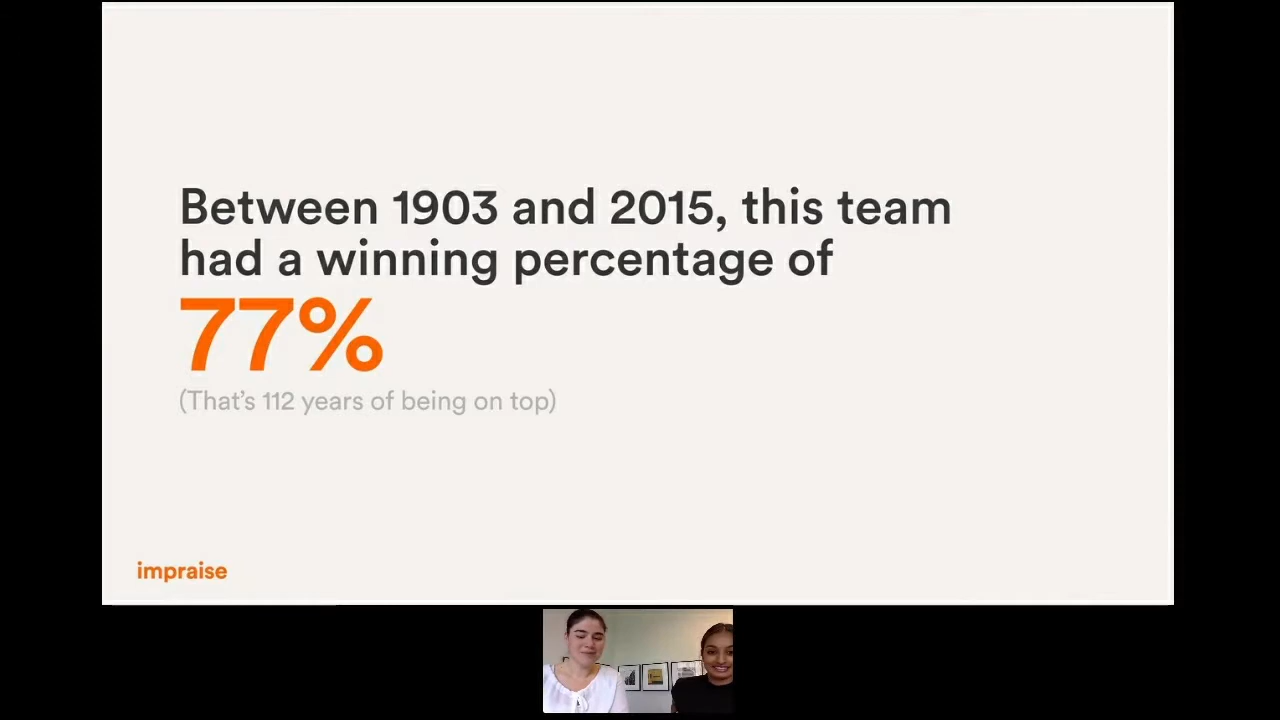 Between 1903 and 2015, this team
had a winning percentage of
77%
(That's 112 years of being on top)
impraise